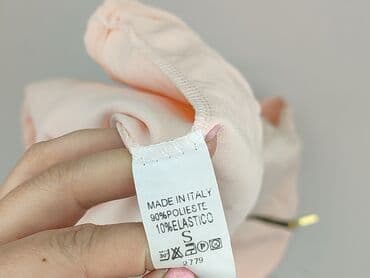 MADE IN ITALY
90%POLIESTE
10%ELASTICO
S
2779